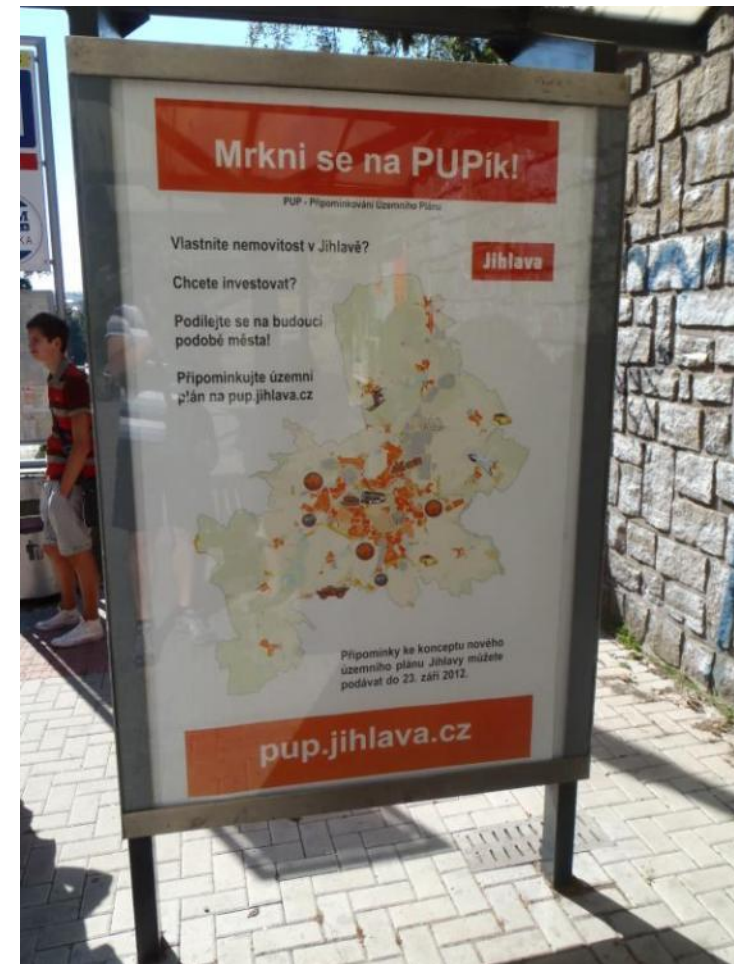 Mrkni se na PUPík!
PUP - Připomínkování Územního Plánu
Vlastníte nemovitost v Jihlavě?
Jihlava
Chcete investovat?
Podílejte se na budoucí
podobě města!
Připomínkujte územní
plán na pup.jihlava.cz
Připomínky ke konceptu nového
územního plánu Jihlavy můžete
podávat do 23. září 2012.
pup.jihlava.cz